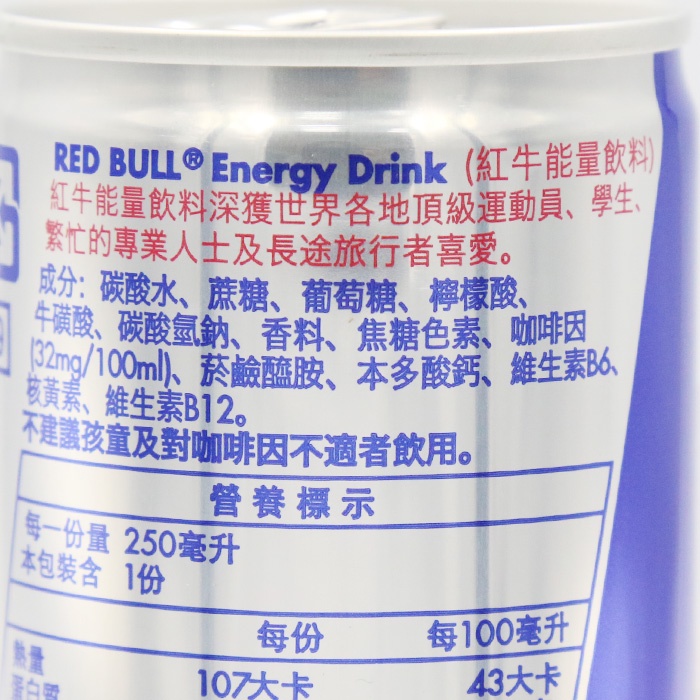 RED BULL® Energy Drink (紅牛能量飲料)
紅牛能量飲料深獲世界各地頂級運動員、學生、
繁忙的專業人士及長途旅行者喜愛。
成分：碳酸水、蔗糖、葡萄糖、檸檬酸、
牛磺酸、碳酸氫鈉、香料、焦糖色素、咖啡因
(32mg/100ml)、菸鹼醯胺、本多酸鈣、維生素B6、
核黃素、維生素B12。
不建議孩童及對咖啡因不適者飲用。
營養標示
每一份量 250毫升
本包裝含 1份
每份 每100毫升
熱量 107大卡 43大卡
蛋白質